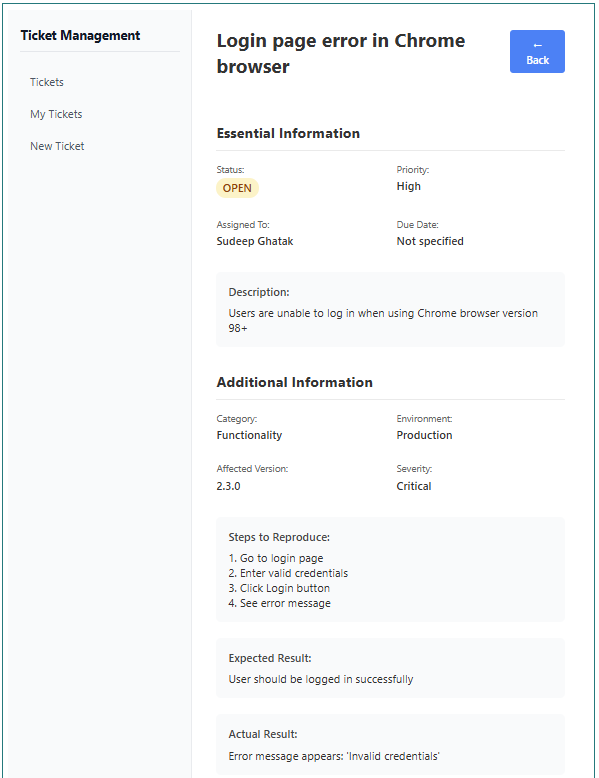 Ticket Management
Tickets
My Tickets
New Ticket
Login page error in Chrome
browser
←
Back
Essential Information
Status:
OPEN
Priority:
High
Assigned To:
Sudeep Ghatak
Due Date:
Not specified
Description:
Users are unable to log in when using Chrome browser version
98+
Additional Information
Category:
Functionality
Environment:
Production
Affected Version:
2.3.0
Severity:
Critical
Steps to Reproduce:
1. Go to login page
2. Enter valid credentials
3. Click Login button
4. See error message
Expected Result:
User should be logged in successfully
Actual Result:
Error message appears: 'Invalid credentials'